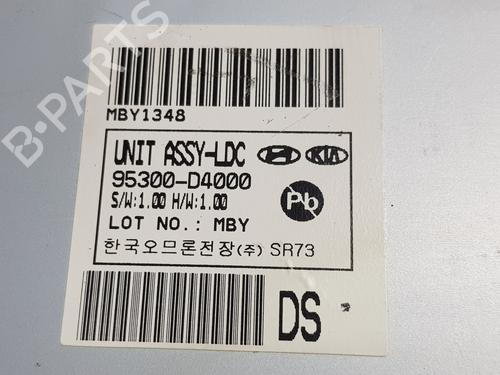 MBY1348
UNIT ASSY-LDC
KIA
95300-D4000
S/W:1.00 H/W:1.00
Pb
LOT NO.: MBY
한국오므론전장(주) SR73
DS
B-PARTS